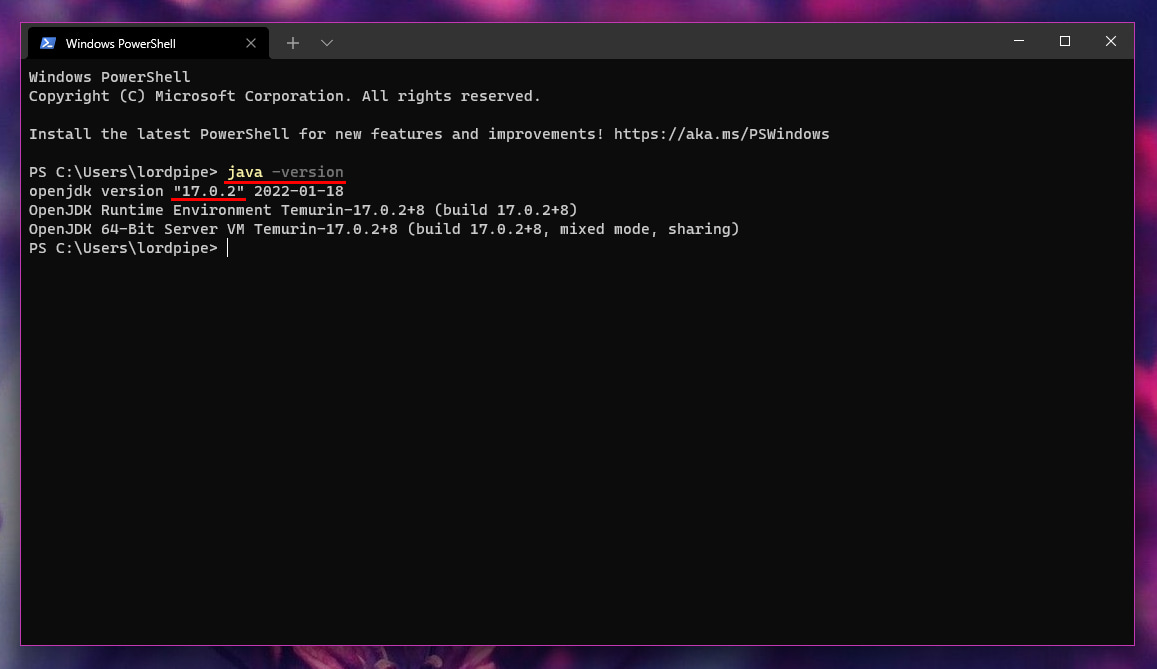 Windows PowerShell
Windows PowerShell
Copyright (C) Microsoft Corporation. All rights reserved.
Install the latest PowerShell for new features and improvements! https://aka.ms/PSWindows
PS C:\Users\lordpipe> java -version
openjdk version "17.0.2" 2022-01-18
OpenJDK Runtime Environment Temurin-17.0.2+8 (build 17.0.2+8)
OpenJDK 64-Bit Server VM Temurin-17.0.2+8 (build 17.0.2+8, mixed mode, sharing)
PS C:\Users\lordpipe>